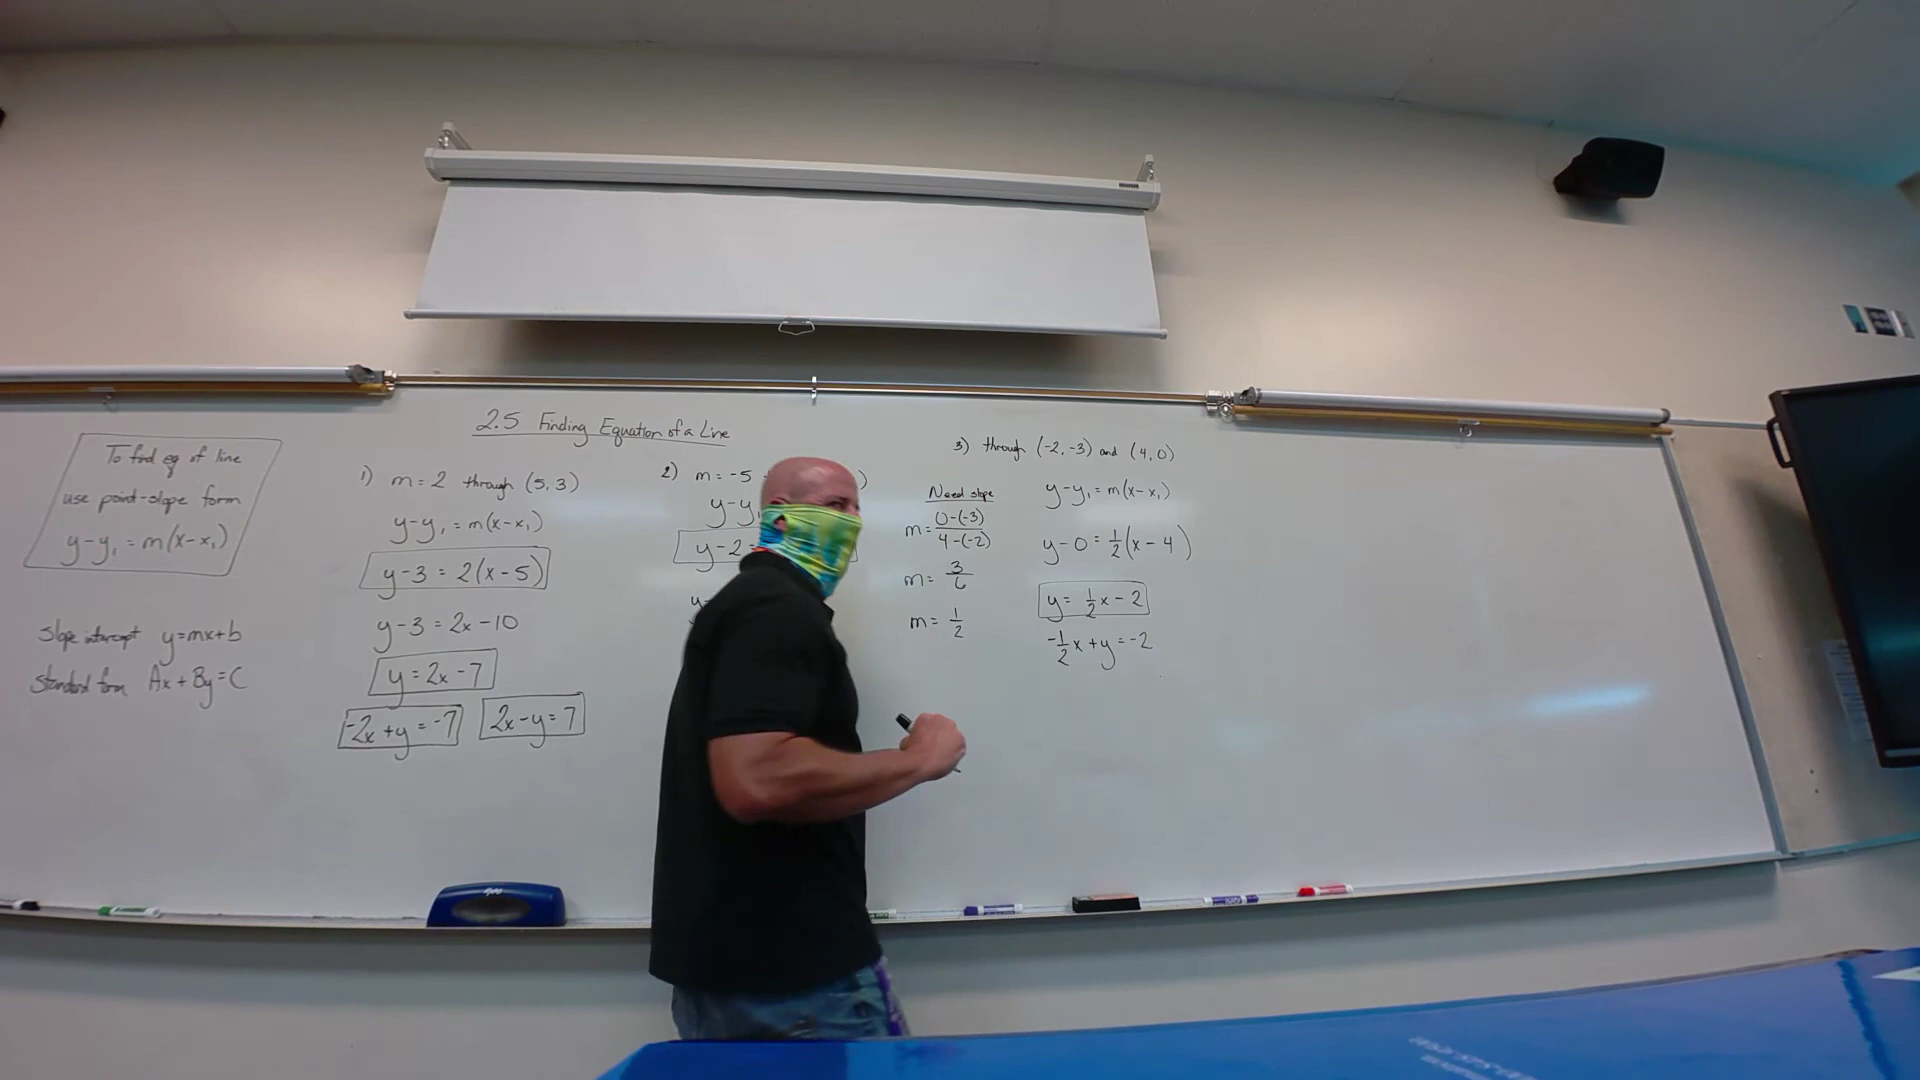 2.5 Finding Equation of a Line
To find eq of line
use point-slope form
y-y₁ = m(x-x₁)
slope intercept y=mx+b
standard form Ax + By = C
1) m = 2 through (5, 3)
y-y₁ = m(x-x₁)
y-3 = 2(x-5)
y-3 = 2x-10
y = 2x-7
-2x+y = -7 2x-y = 7
2) m = -5
y-y₁
y-2
y-
3) through (-2, -3) and (4, 0)
Need slope
m = 0-(-3)/4-(-2)
m = 3/6
m = 1/2
y-y₁ = m(x-x₁)
y-0 = 1/2(x-4)
y = 1/2x-2
-1/2x+y = -2